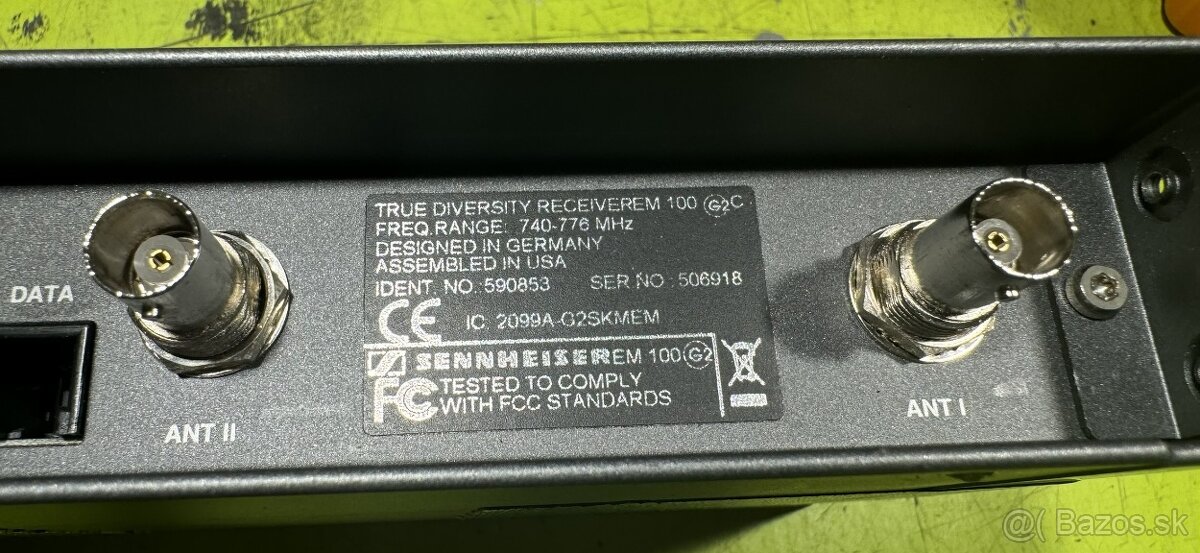 TRUE DIVERSITY RECEIVEREM 100 G2 C
FREQ.RANGE: 740-776 MHz
DESIGNED IN GERMANY
ASSEMBLED IN USA
IDENT. NO.:590853 SER NO : 506918
CE IC: 2099A-G2SKMEM
SENNHEISEREM 100 G2
FC TESTED TO COMPLY
WITH FCC STANDARDS
DATA
ANT II
ANT I
@( Bazos.sk